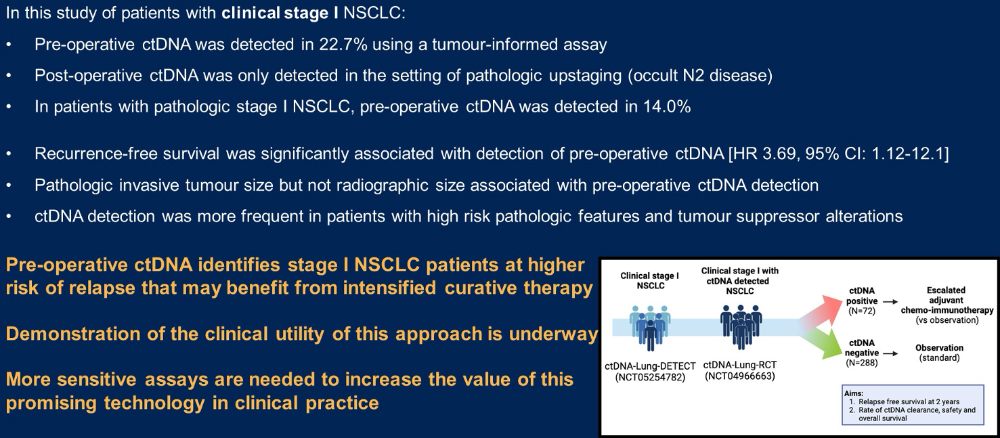 In this study of patients with clinical stage I NSCLC:
• Pre-operative ctDNA was detected in 22.7% using a tumour-informed assay
• Post-operative ctDNA was only detected in the setting of pathologic upstaging (occult N2 disease)
• In patients with pathologic stage I NSCLC, pre-operative ctDNA was detected in 14.0%
• Recurrence-free survival was significantly associated with detection of pre-operative ctDNA [HR 3.69, 95% CI: 1.12-12.1]
• Pathologic invasive tumour size but not radiographic size associated with pre-operative ctDNA detection
• ctDNA detection was more frequent in patients with high risk pathologic features and tumour suppressor alterations
Pre-operative ctDNA identifies stage I NSCLC patients at higher
risk of relapse that may benefit from intensified curative therapy
Demonstration of the clinical utility of this approach is underway
More sensitive assays are needed to increase the value of this
promising technology in clinical practice
Clinical stage I
NSCLC
ctDNA-Lung-DETECT
(NCT05254782)
Clinical stage I with
ctDNA detected
NSCLC
ctDNA-Lung-RCT
(NCT04966663)
ctDNA
positive
(N=72)
Escalated
adjuvant
chemo-immunotherapy
(vs observation)
ctDNA
negative
(N=288)
Observation
(standard)
Aims:
1. Relapse free survival at 2 years
2. Rate of ctDNA clearance, safety and
overall survival